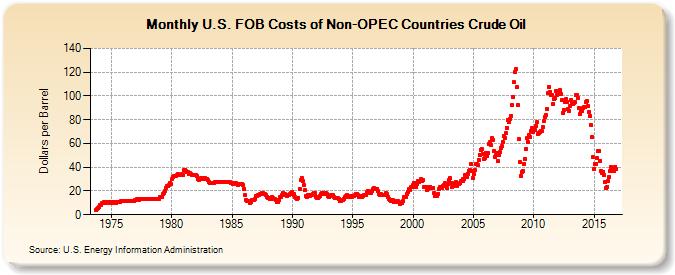 Monthly U.S. FOB Costs of Non-OPEC Countries Crude Oil
Dollars per Barrel
140
120
100
80
60
40
20
0
1975 1980 1985 1990 1995 2000 2005 2010 2015
Source: U.S. Energy Information Administration